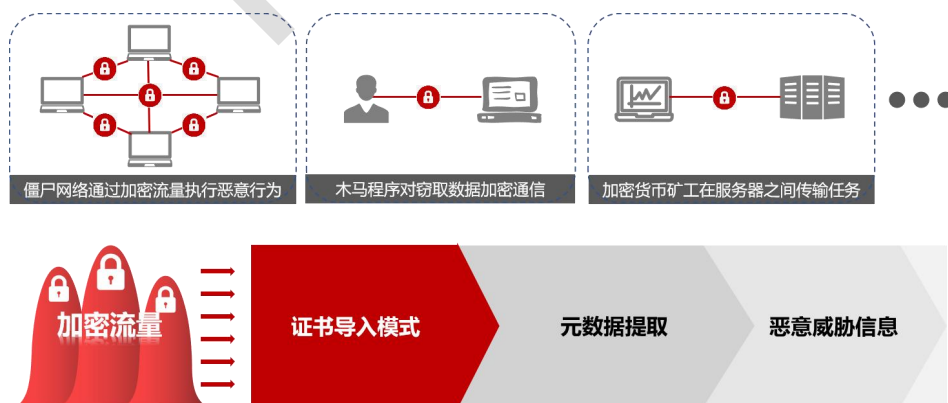 僵尸网络通过加密流量执行恶意行为
木马程序对窃取数据加密通信
加密货币矿工在服务器之间传输任务
加密流量
证书导入模式
元数据提取
恶意威胁信息